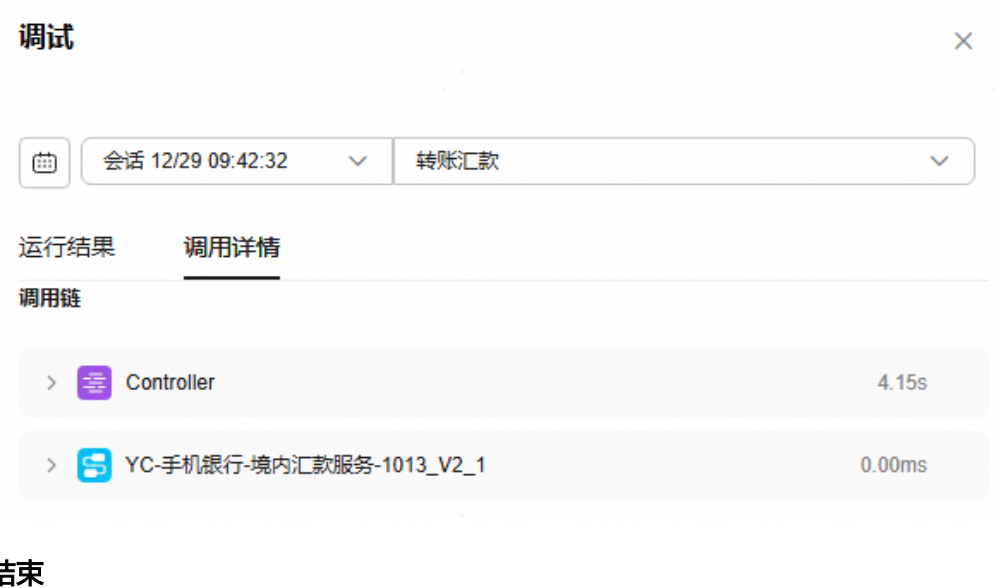 调试
会话 12/29 09:42:32 转账汇款
运行结果 调用详情
调用链
Controller 4.15s
YC-手机银行-境内汇款服务-1013_V2_1 0.00ms
结束